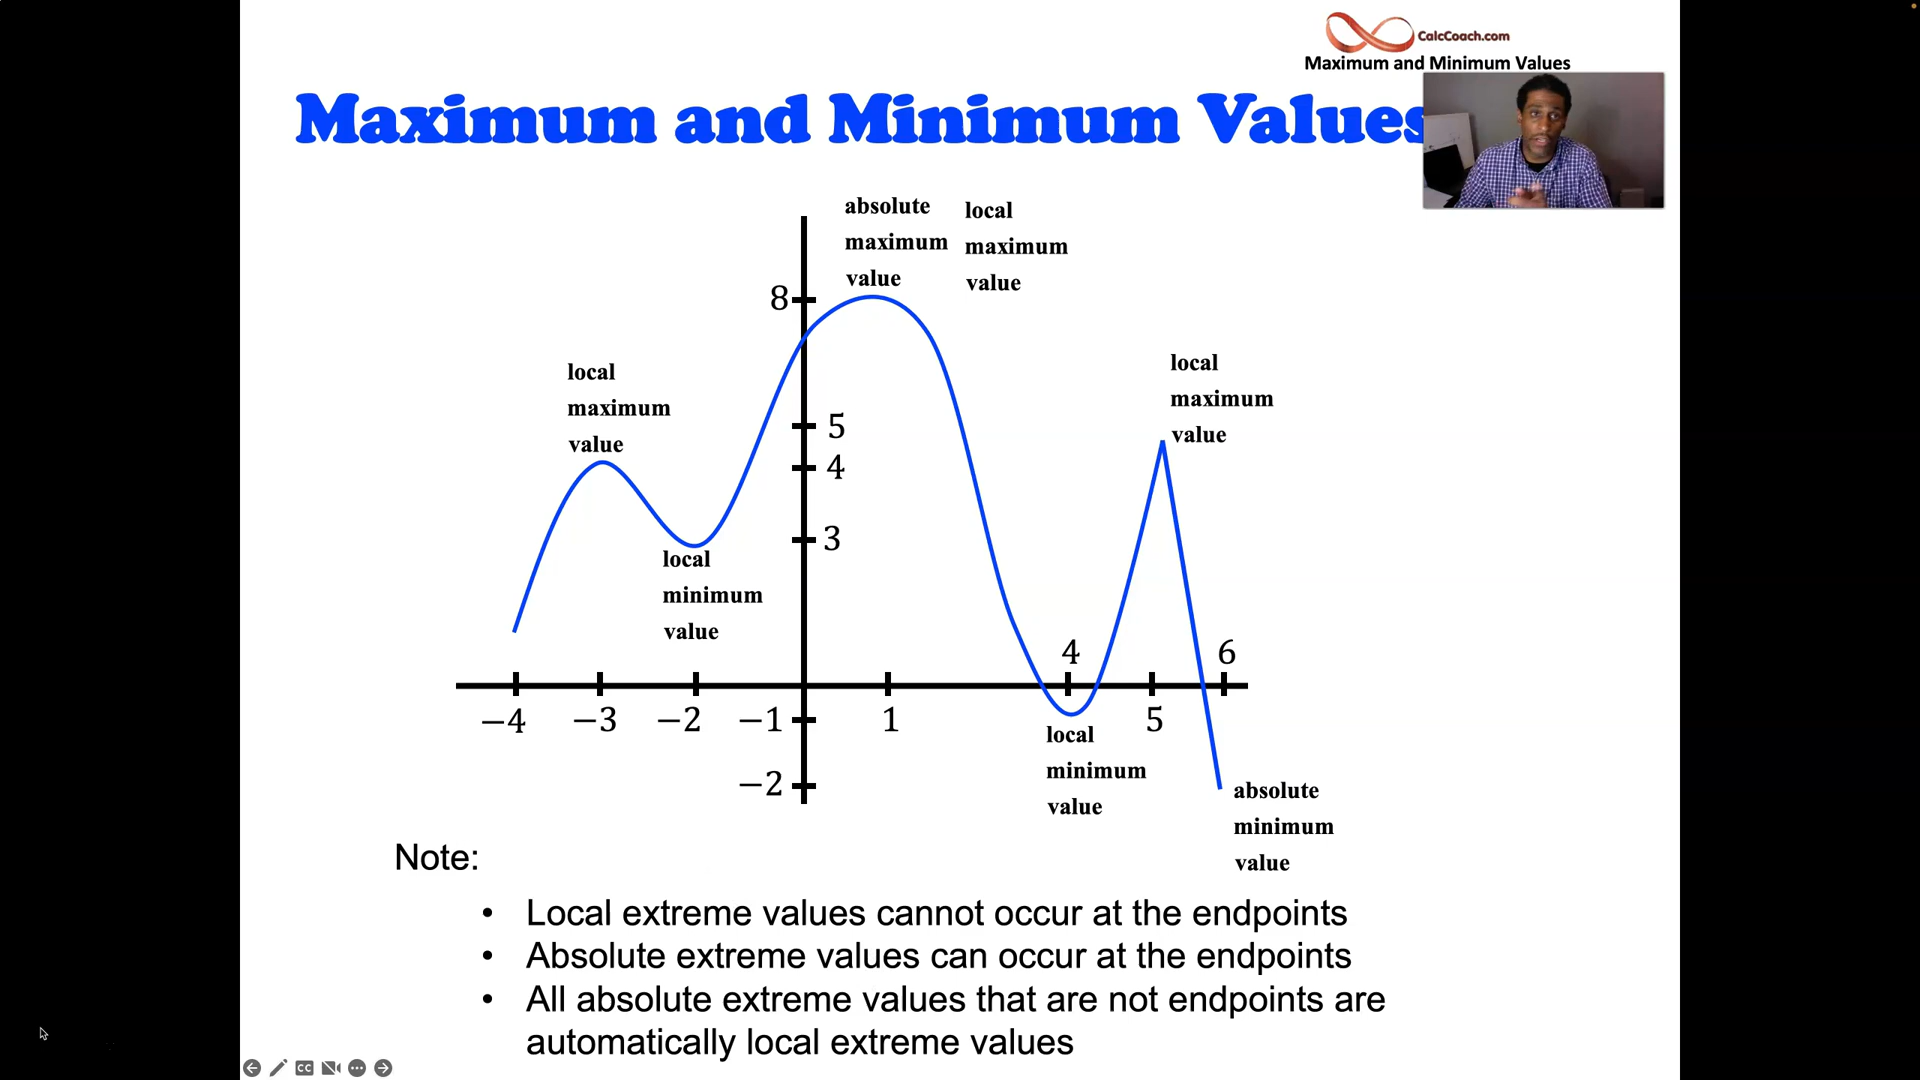 CalcCoach.com
Maximum and Minimum Values
Maximum and Minimum Values
absolute
maximum
value
local
maximum
value
8
local
maximum
value
local
maximum
value
5
4
3
local
minimum
value
4
6
−4
−3
−2
−1
1
5
local
minimum
value
−2
absolute
minimum
value
Note:
• Local extreme values cannot occur at the endpoints
• Absolute extreme values can occur at the endpoints
• All absolute extreme values that are not endpoints are
automatically local extreme values
CC